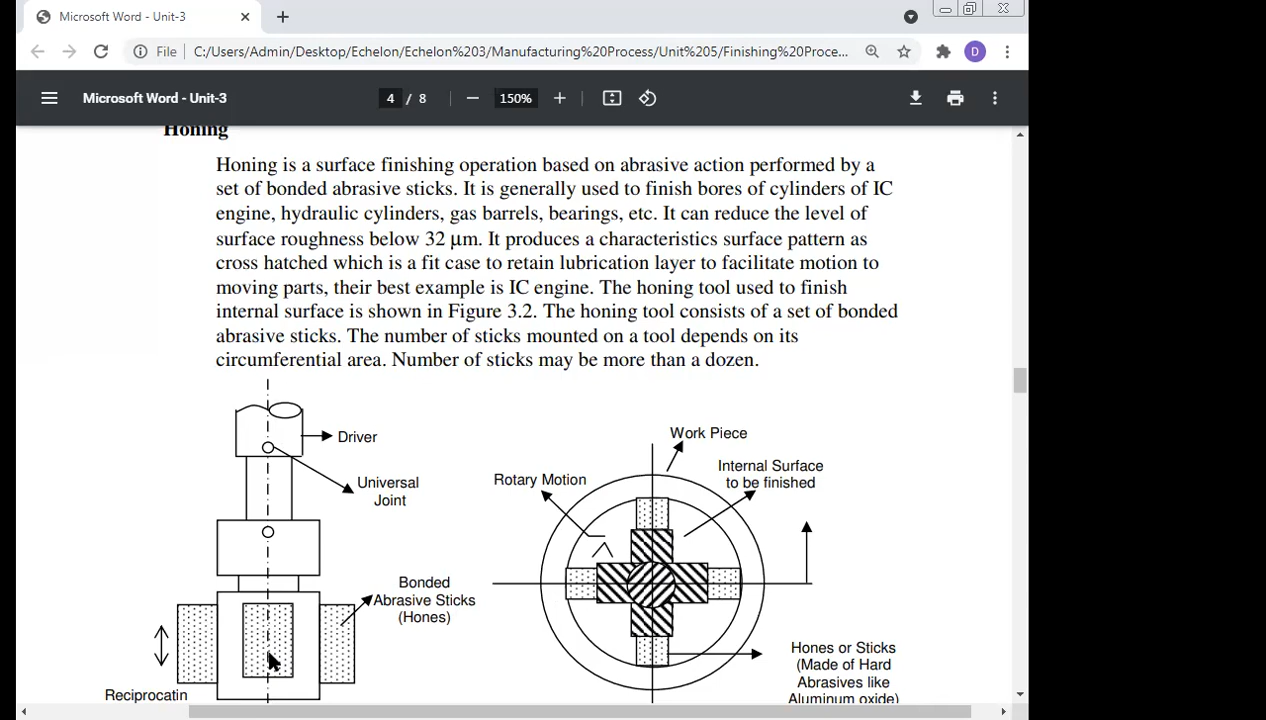 Microsoft Word - Unit-3
File
C:/Users/Admin/Desktop/Echelon/Echelon%203/Manufacturing%20Process/Unit%205/Finishing%20Proce...
D
Microsoft Word - Unit-3
4 / 8
150%
Honing
Honing is a surface finishing operation based on abrasive action performed by a
set of bonded abrasive sticks. It is generally used to finish bores of cylinders of IC
engine, hydraulic cylinders, gas barrels, bearings, etc. It can reduce the level of
surface roughness below 32 μm. It produces a characteristics surface pattern as
cross hatched which is a fit case to retain lubrication layer to facilitate motion to
moving parts, their best example is IC engine. The honing tool used to finish
internal surface is shown in Figure 3.2. The honing tool consists of a set of bonded
abrasive sticks. The number of sticks mounted on a tool depends on its
circumferential area. Number of sticks may be more than a dozen.
Driver
Universal
Joint
Bonded
Abrasive Sticks
(Hones)
Reciprocatin
Work Piece
Rotary Motion
Internal Surface
to be finished
Hones or Sticks
(Made of Hard
Abrasives like
Aluminum oxide)